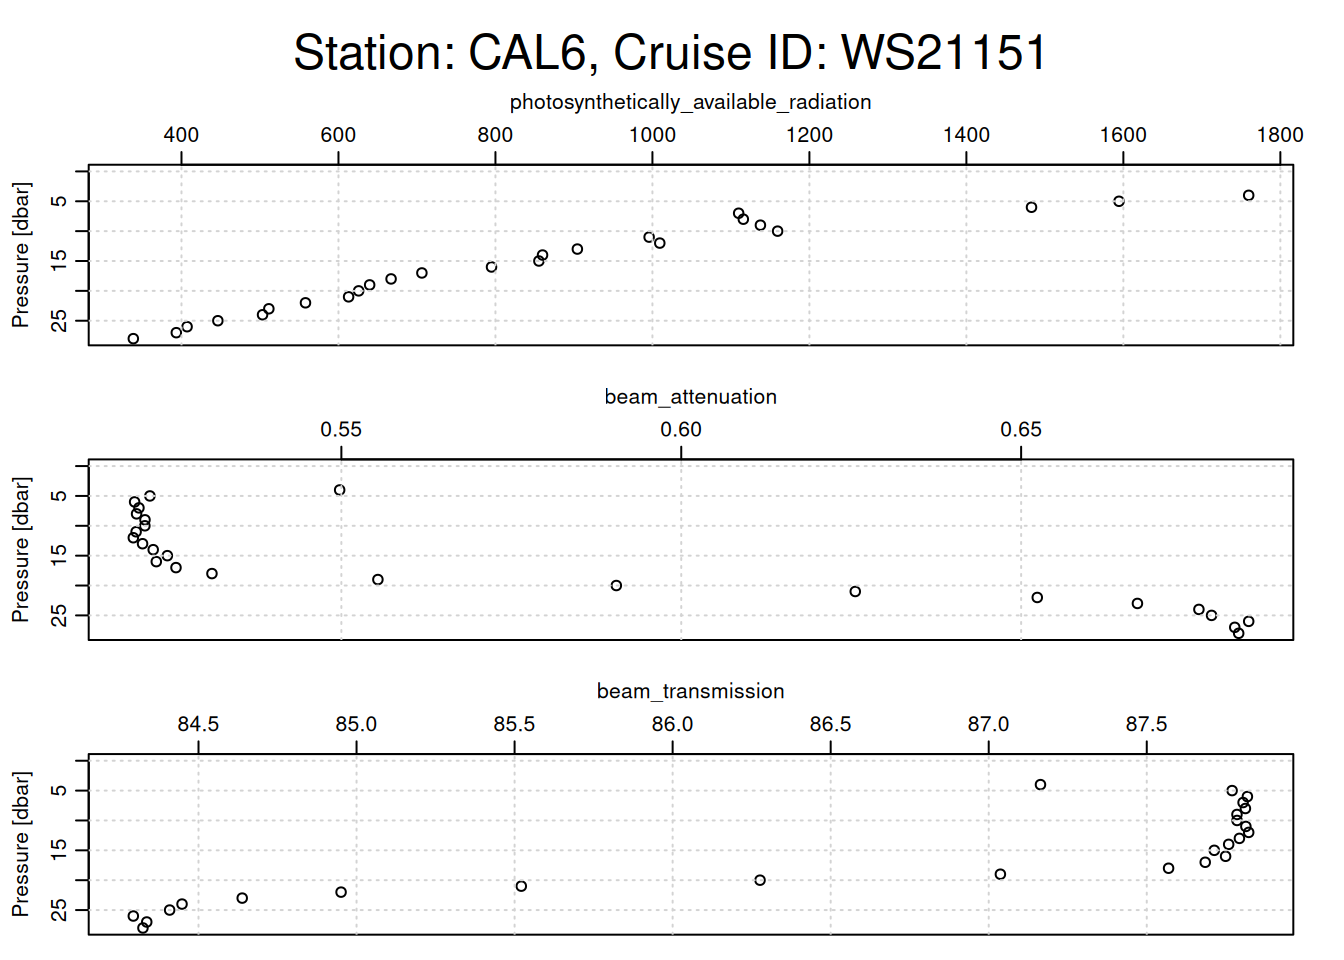 Station: CAL6, Cruise ID: WS21151
photosynthetically_available_radiation
400 600 800 1000 1200 1400 1600 1800
Pressure [dbar]
5
15
25
beam_attenuation
0.55 0.60 0.65
Pressure [dbar]
5
15
25
beam_transmission
84.5 85.0 85.5 86.0 86.5 87.0 87.5
Pressure [dbar]
5
15
25